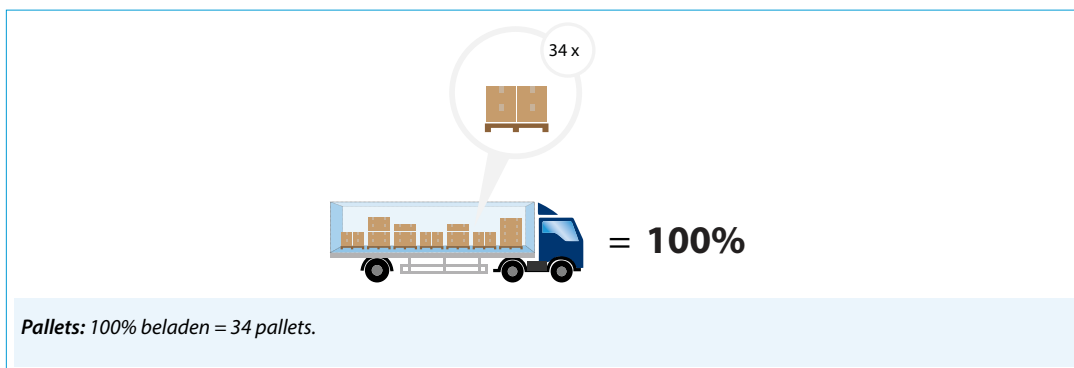 34 x
= 100%
Pallets: 100% beladen = 34 pallets.